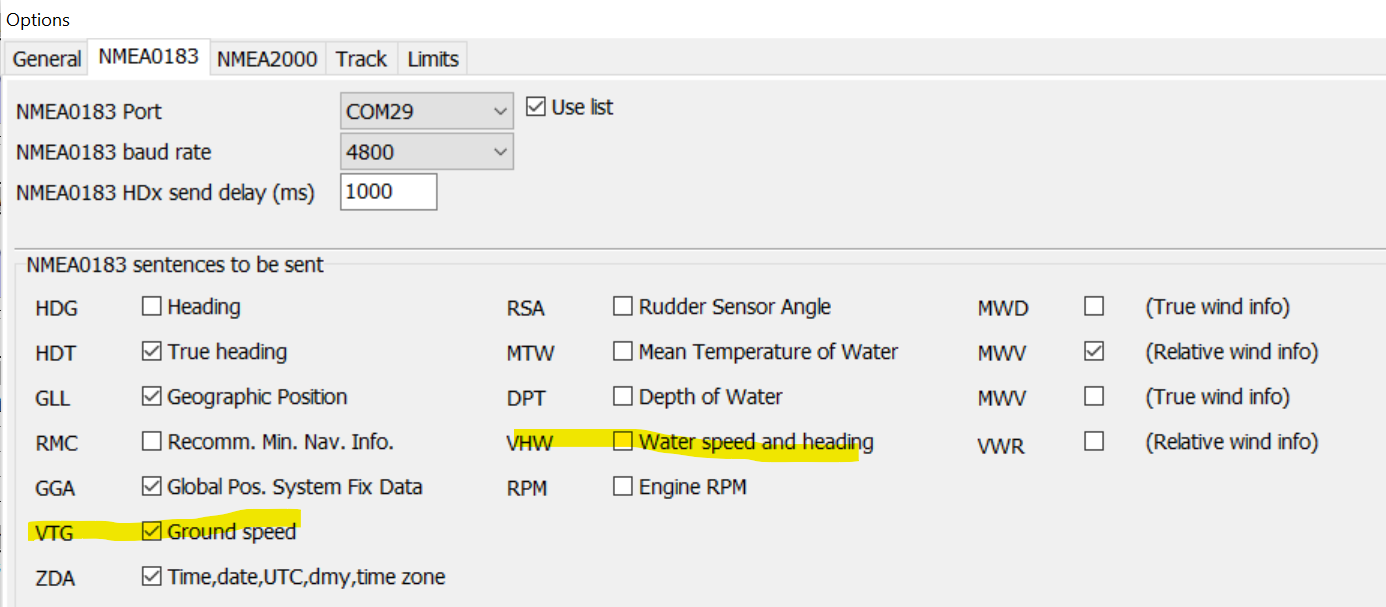 Options
General NMEA0183 NMEA2000 Track Limits
NMEA0183 Port COM29 Use list
NMEA0183 baud rate 4800
NMEA0183 HDx send delay (ms) 1000
NMEA0183 sentences to be sent
HDG Heading RSA Rudder Sensor Angle MWD (True wind info)
HDT True heading MTW Mean Temperature of Water MWV (Relative wind info)
GLL Geographic Position DPT Depth of Water MWV (True wind info)
RMC Recomm. Min. Nav. Info. VHW Water speed and heading VWR (Relative wind info)
GGA Global Pos. System Fix Data RPM Engine RPM
VTG Ground speed
ZDA Time,date,UTC,dmy,time zone